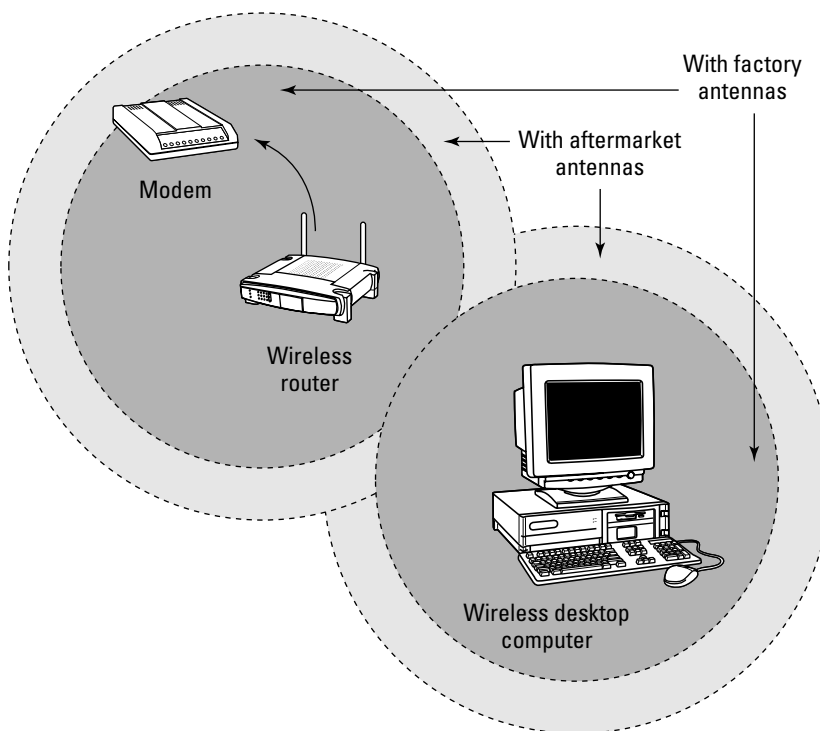 With factory
antennas
With aftermarket
antennas
Modem
Wireless
router
Wireless desktop
computer